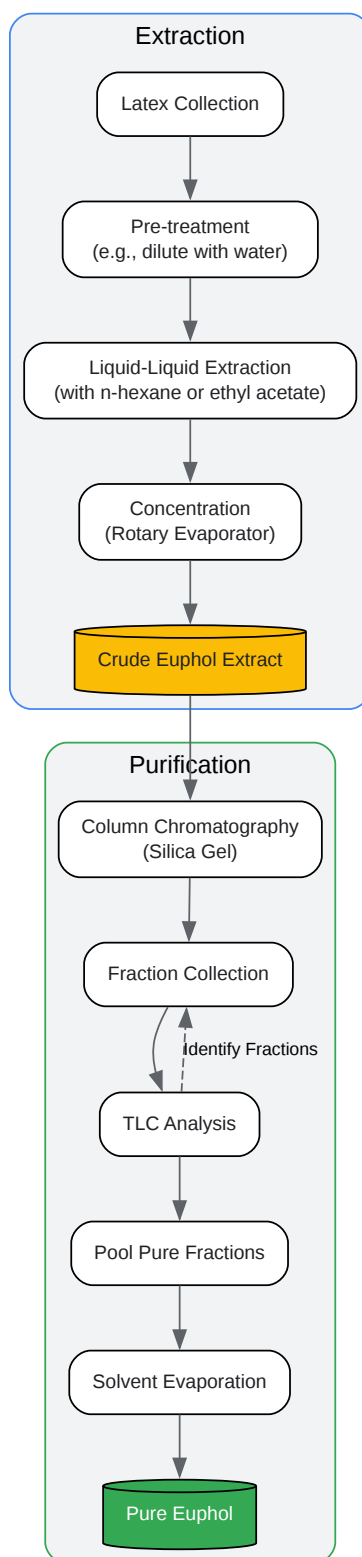 Extraction
Latex Collection
Pre-treatment
(e.g., dilute with water)
Liquid-Liquid Extraction
(with n-hexane or ethyl acetate)
Concentration
(Rotary Evaporator)
Crude Euphol Extract
Purification
Column Chromatography
(Silica Gel)
Fraction Collection
Identify Fractions
TLC Analysis
Pool Pure Fractions
Solvent Evaporation
Pure Euphol